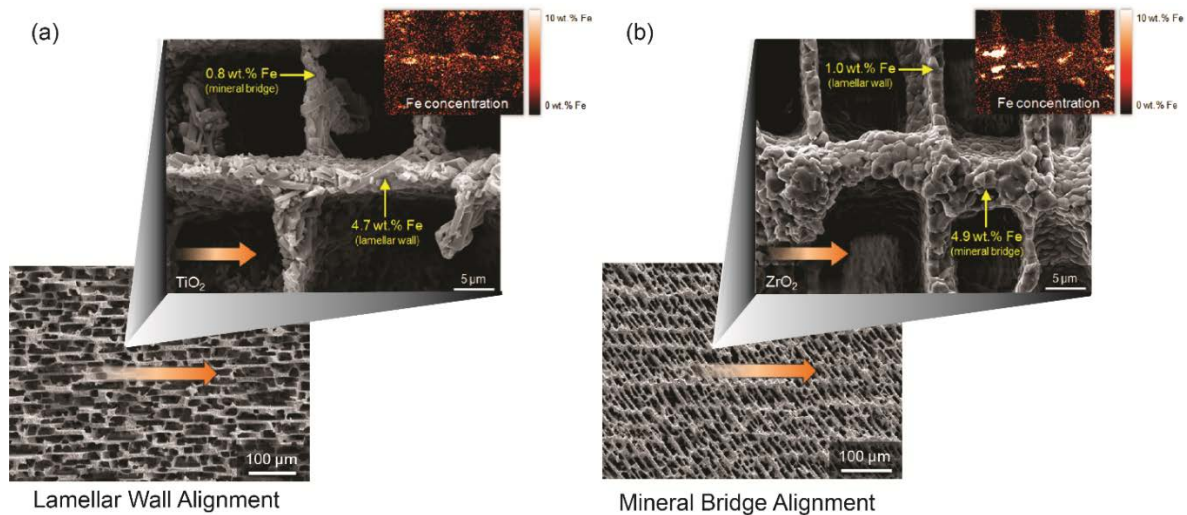 (a)
10 wt.% Fe
0.8 wt.% Fe
(mineral bridge)
Fe concentration
0 wt.% Fe
4.7 wt.% Fe
(lamellar wall)
TiO₂
5 µm
100 µm
Lamellar Wall Alignment
(b)
10 wt.% Fe
1.0 wt.% Fe
(lamellar wall)
Fe concentration
0 wt.% Fe
4.9 wt.% Fe
(mineral bridge)
ZrO₂
5 µm
100 µm
Mineral Bridge Alignment